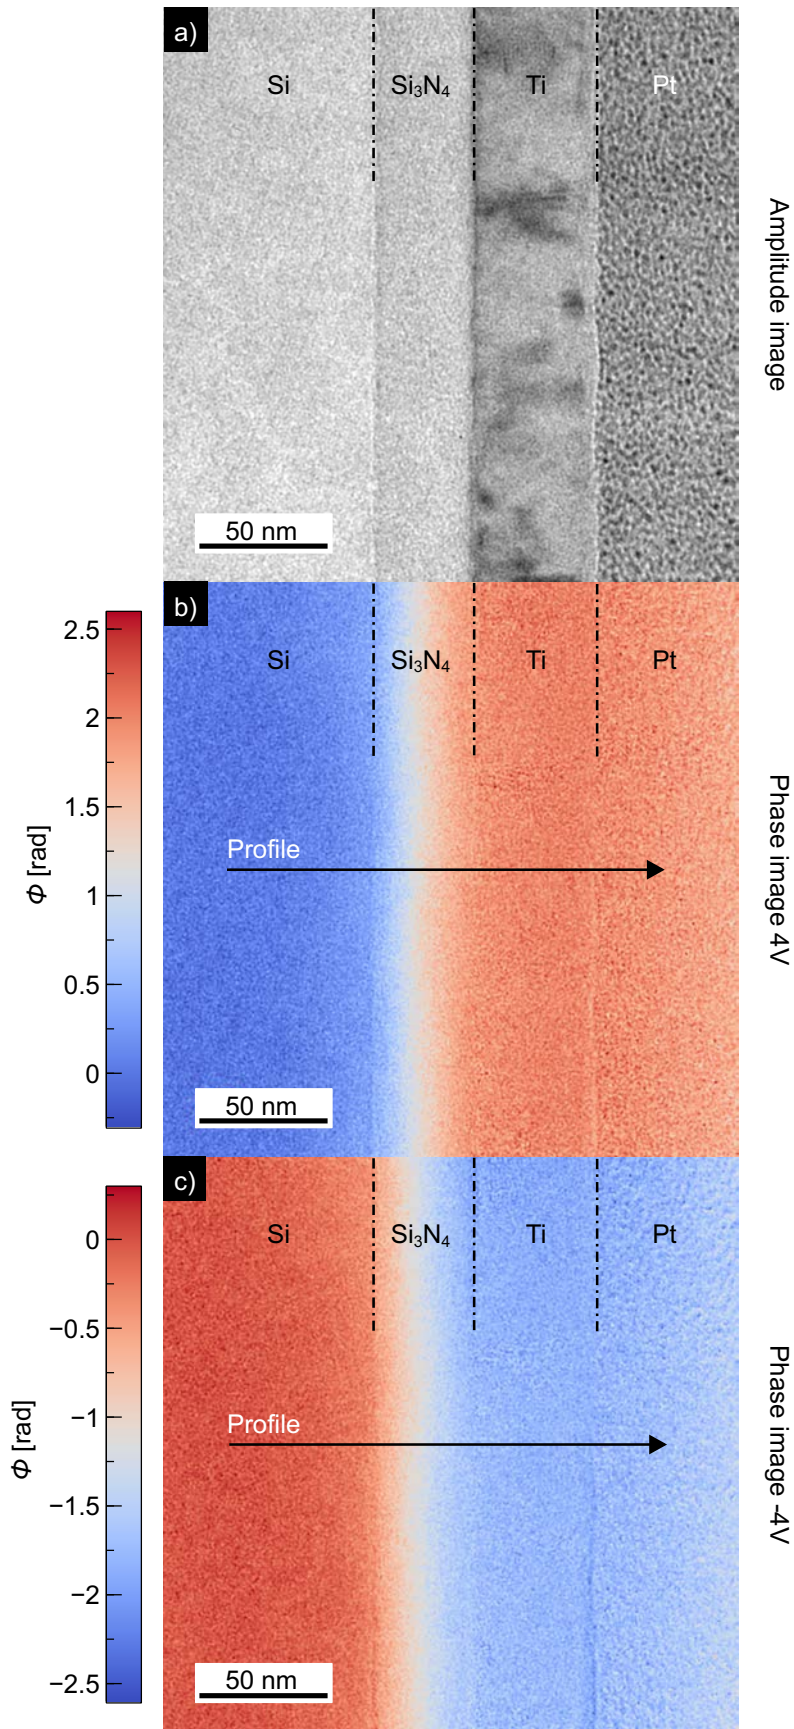 a)
Si
Si₃N₄
Ti
Pt
50 nm
Amplitude image
b)
Si
Si₃N₄
Ti
Pt
2.5
2
1.5
1
0.5
0
Φ [rad]
Profile
50 nm
Phase image 4V
c)
Si
Si₃N₄
Ti
Pt
0
−0.5
−1
−1.5
−2
−2.5
Φ [rad]
Profile
50 nm
Phase image -4V